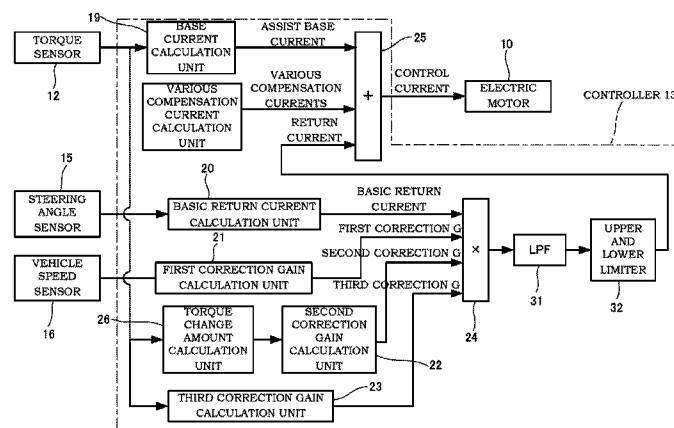 19
BASE
CURRENT
CALCULATION
UNIT
ASSIST BASE
CURRENT
25
TORQUE
SENSOR
12
VARIOUS
COMPENSATION
CURRENT
CALCULATION
UNIT
VARIOUS
COMPENSATION
CURRENTS
RETURN
CURRENT
+
CONTROL
CURRENT
10
ELECTRIC
MOTOR
CONTROLLER 13
15
STEERING
ANGLE
SENSOR
20
BASIC RETURN CURRENT
CALCULATION UNIT
BASIC RETURN
CURRENT
21
FIRST CORRECTION GAIN
CALCULATION UNIT
FIRST CORRECTION G
SECOND CORRECTION G
THIRD CORRECTION G
×
24
LPF
31
UPPER
AND
LOWER
LIMITER
32
VEHICLE
SPEED
SENSOR
16
26
TORQUE
CHANGE
AMOUNT
CALCULATION
UNIT
SECOND
CORRECTION
GAIN
CALCULATION
UNIT
22
23
THIRD CORRECTION GAIN
CALCULATION UNIT